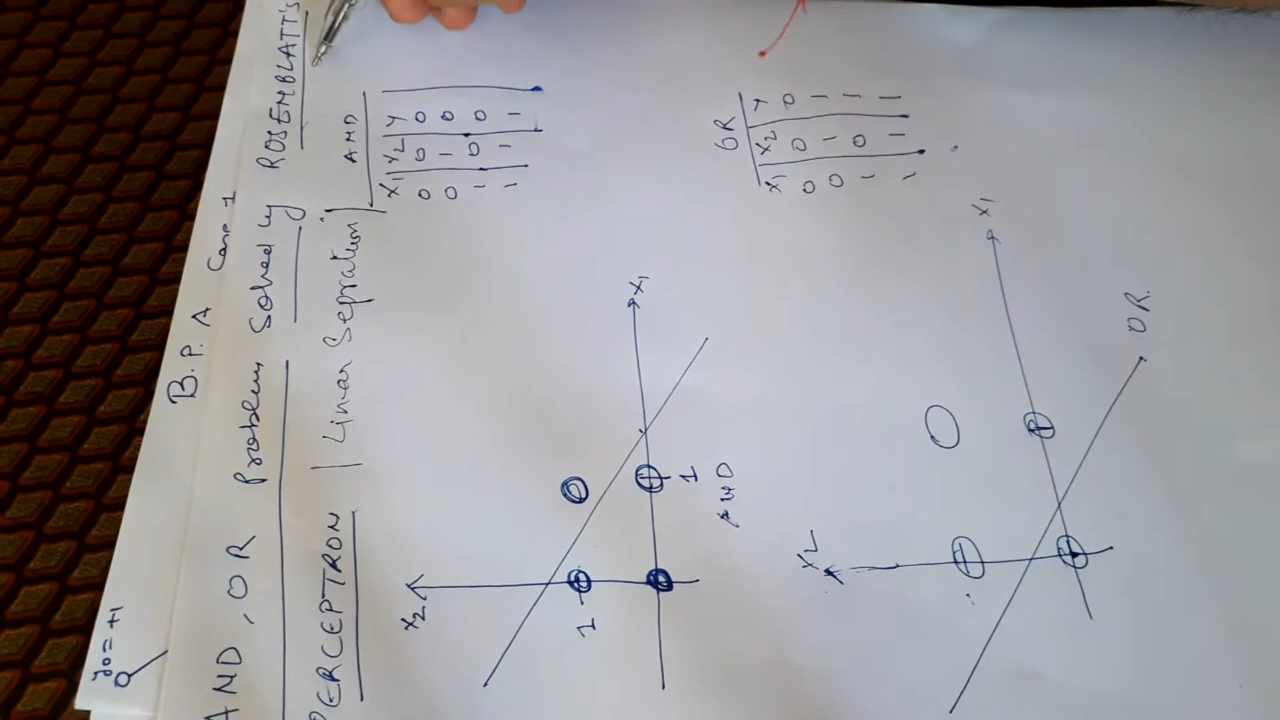 yo = +1
B.P.A Case 1
AND, OR Problem Solved by ROSENBLATT'S
PERCEPTRON | Linear Sepration |
AND
X1 X2 Y
0 0 0
0 1 0
1 0 0
1 1 1
X2
X1
1
1
AND
OR
X1 X2 Y
0 0 0
0 1 1
1 0 1
1 1 1
X2
X1
OR.